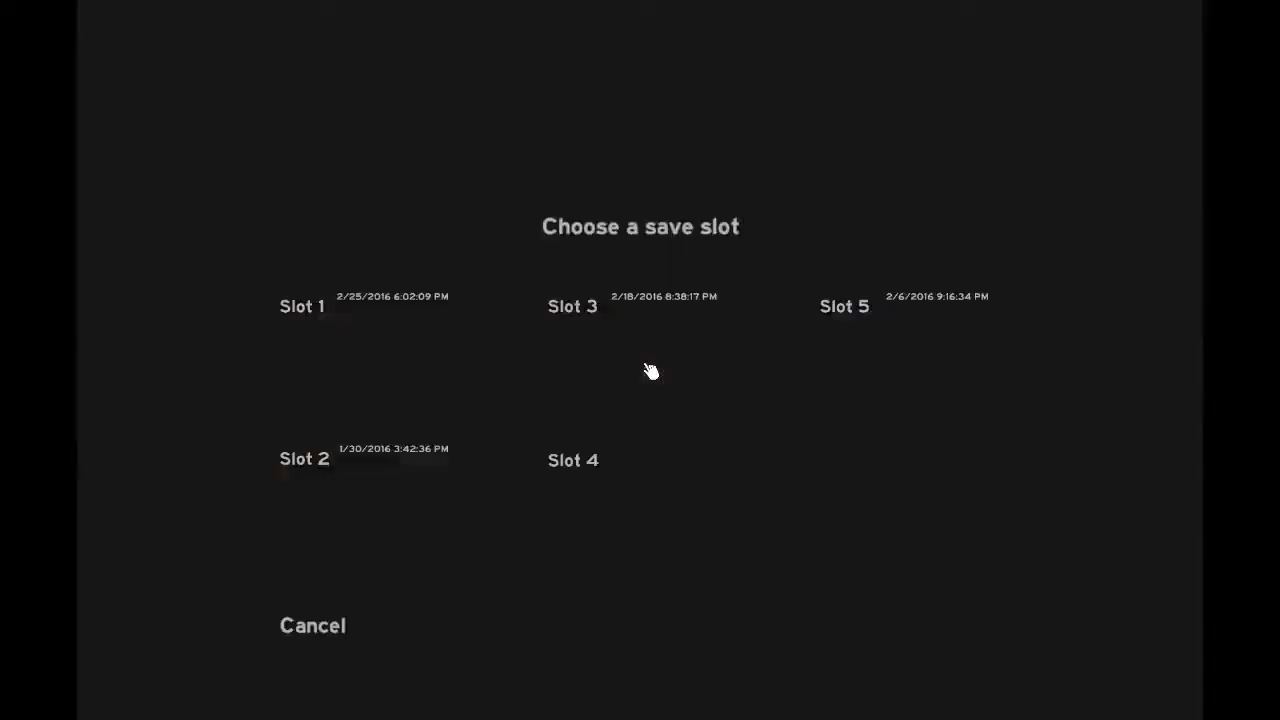 Choose a save slot
Slot 1 2/25/2016 6:02:09 PM
Slot 3 2/18/2016 8:38:17 PM
Slot 5 2/6/2016 9:16:34 PM
Slot 2 1/30/2016 3:42:36 PM
Slot 4
Cancel